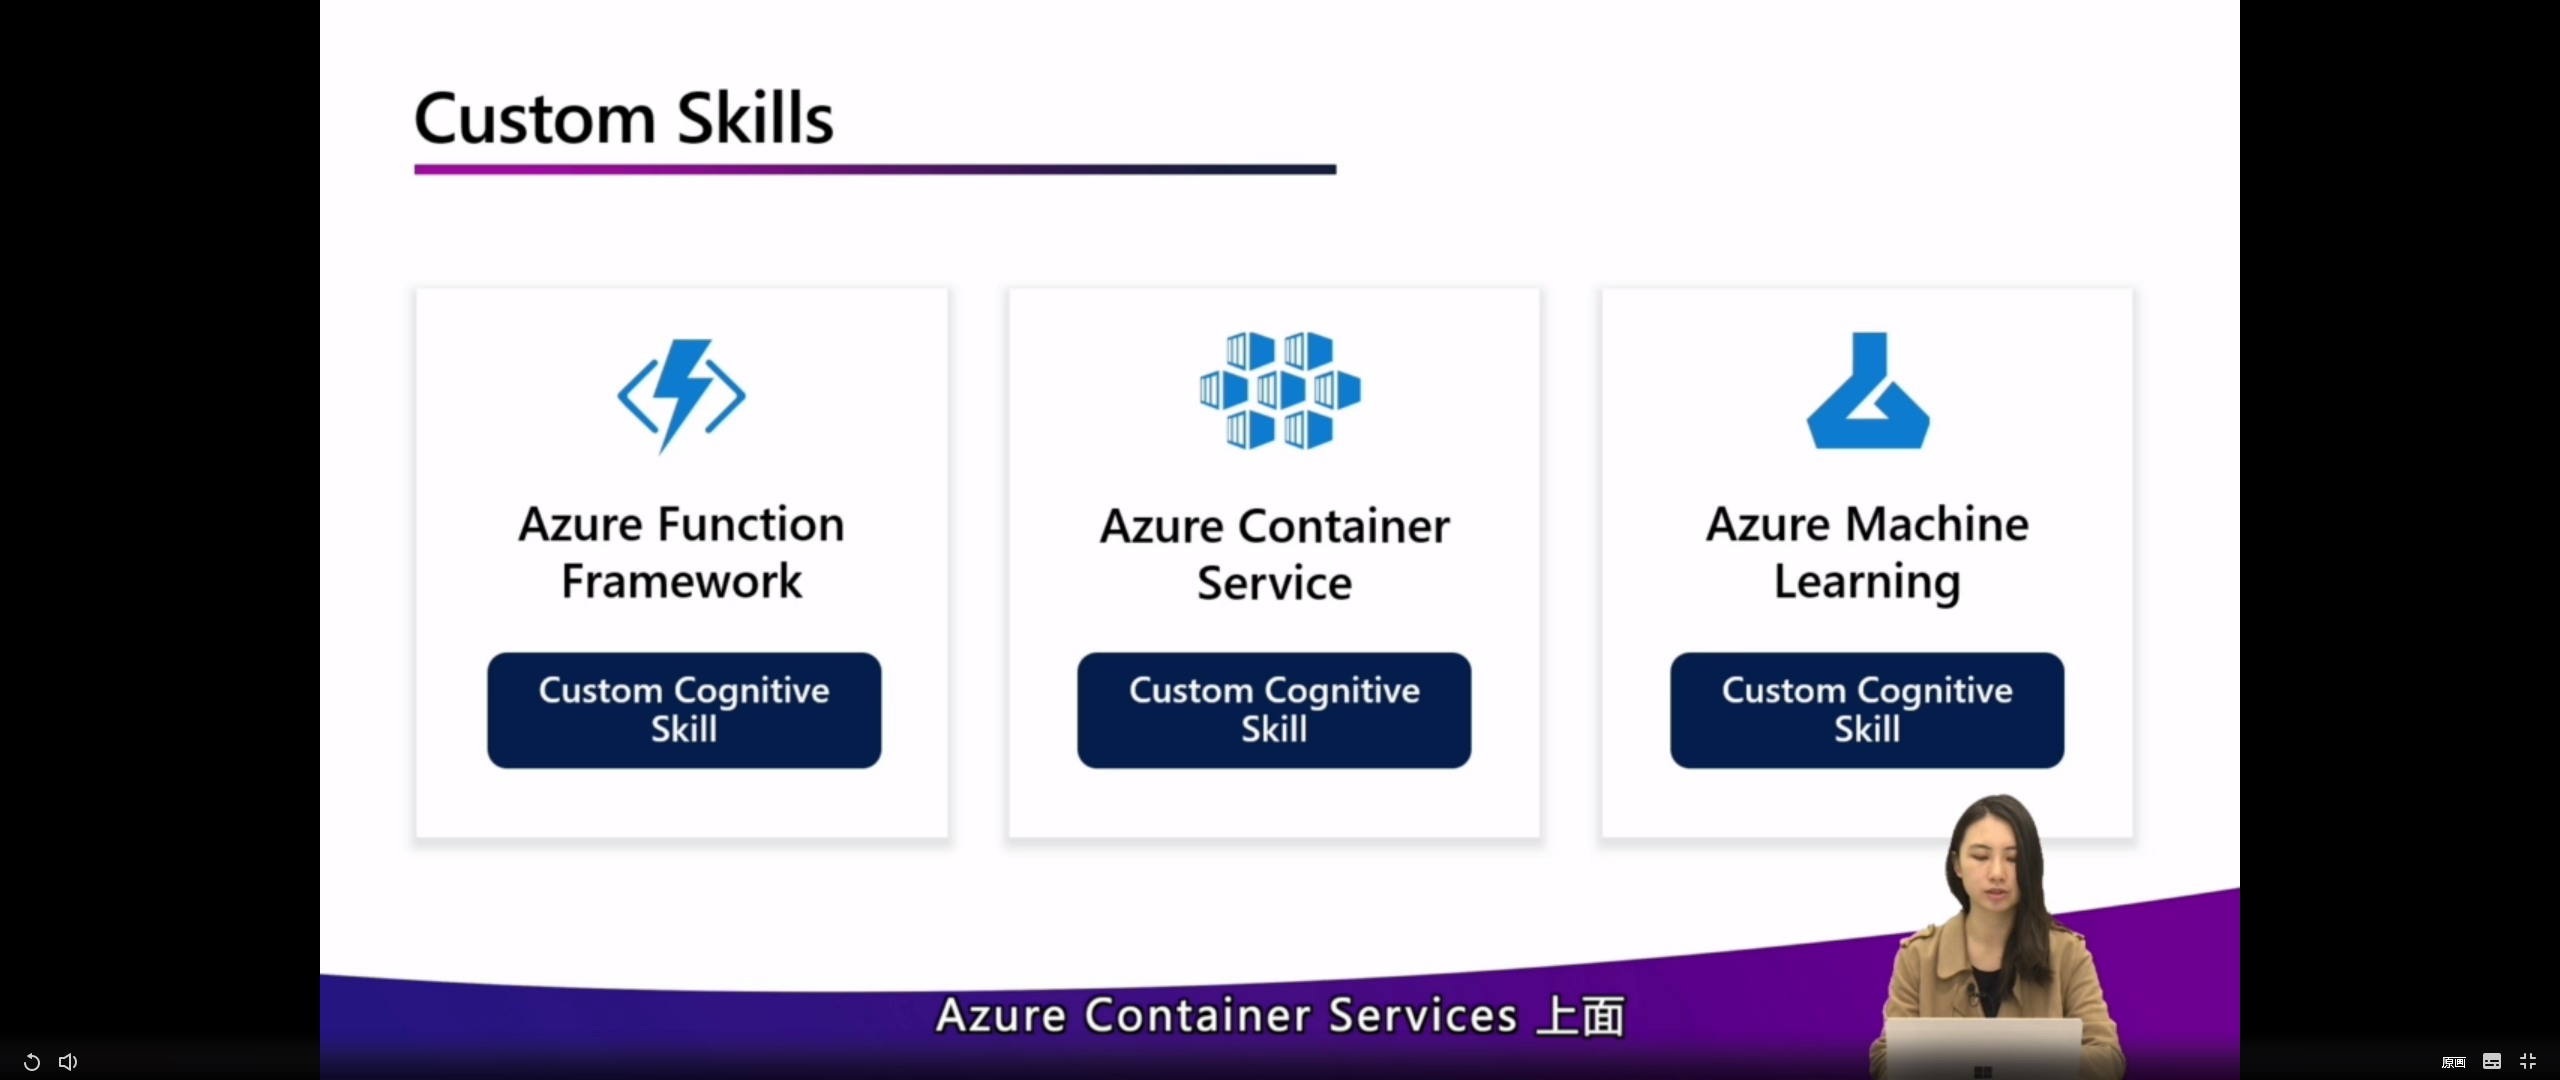 Custom Skills
Azure Function
Framework
Custom Cognitive
Skill
Azure Container
Service
Custom Cognitive
Skill
Azure Machine
Learning
Custom Cognitive
Skill
Azure Container Services 上面
原画